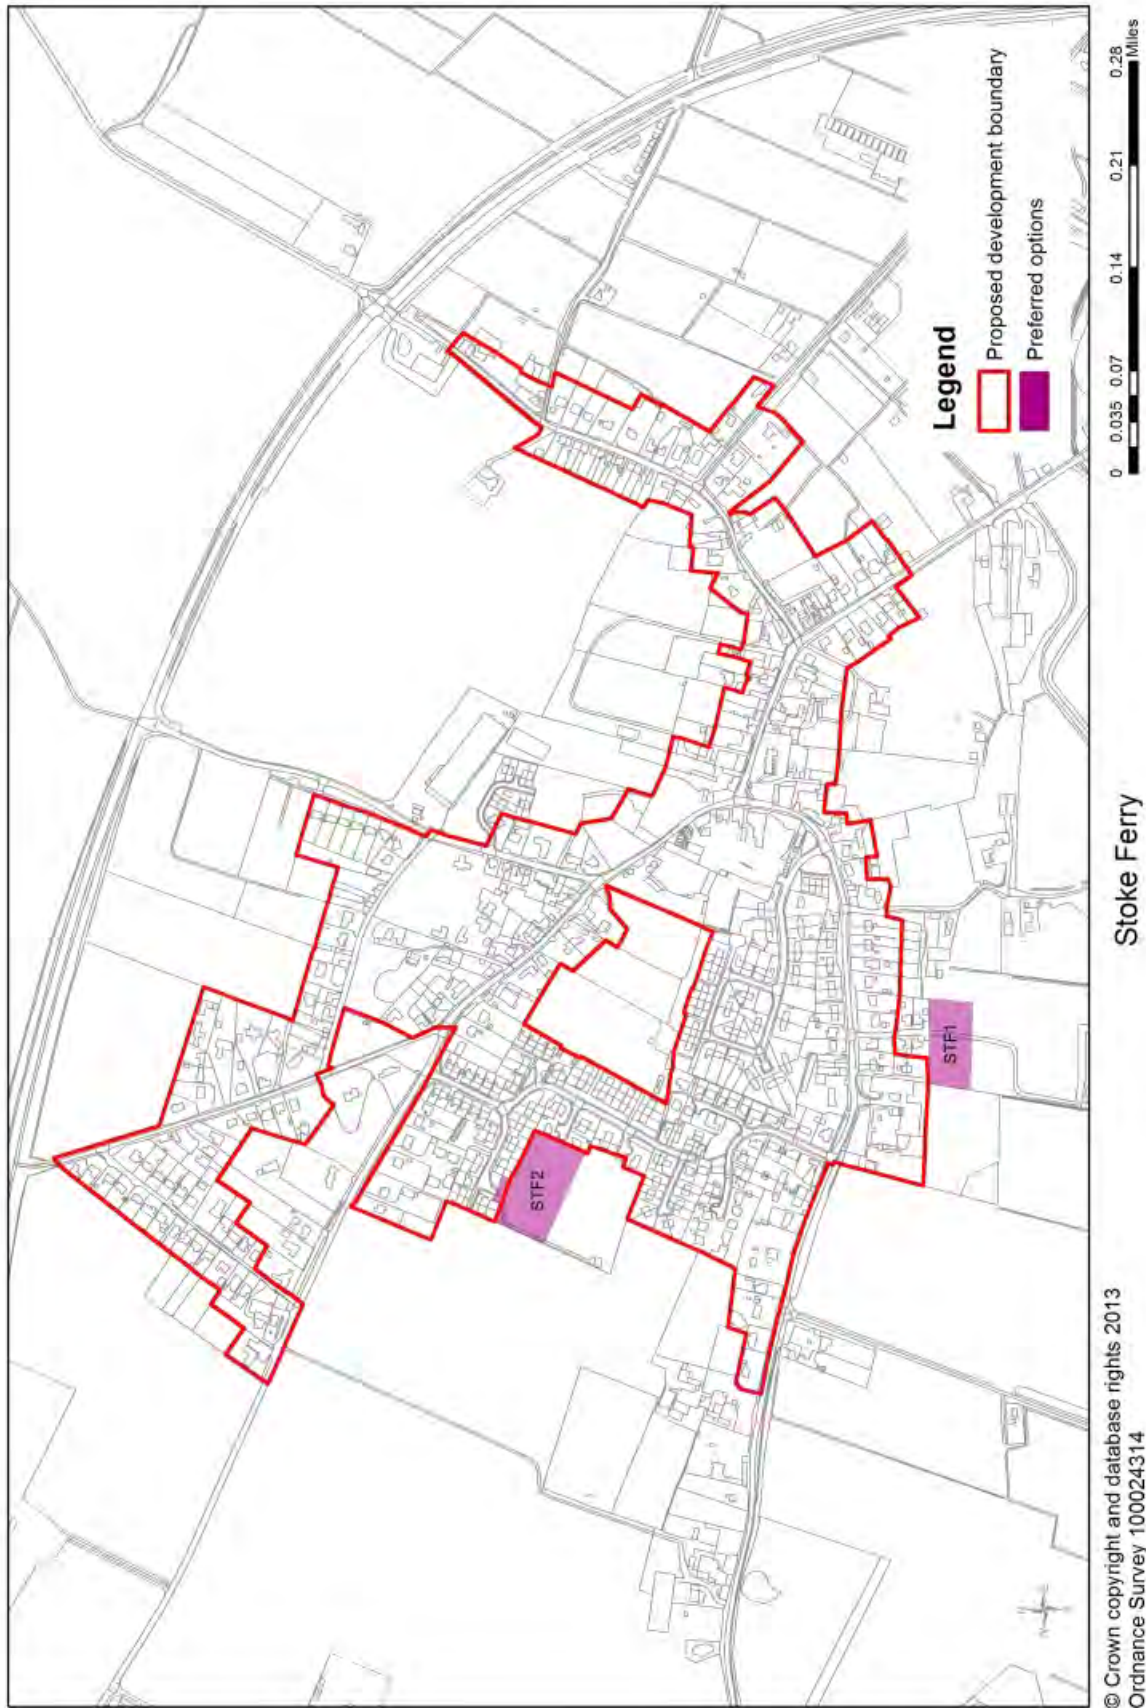 STF2
STF1
Legend
Proposed development boundary
Preferred options
0 0.035 0.07 0.14 0.21 0.28
Miles
Stoke Ferry
© Crown copyright and database rights 2013
Ordnance Survey 100024314